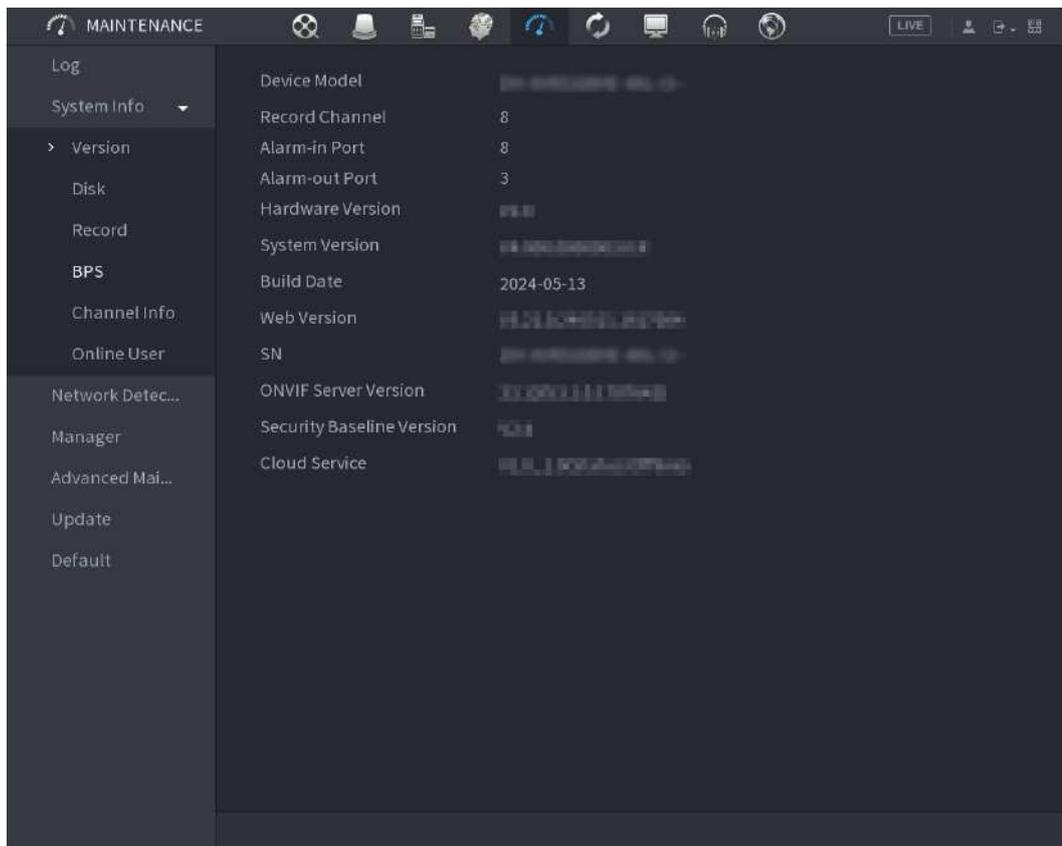 MAINTENANCE
LIVE
Log
System Info
Version
Disk
Record
BPS
Channel Info
Online User
Network Detec...
Manager
Advanced Mai...
Update
Default
Device Model
Record Channel 8
Alarm-in Port 8
Alarm-out Port 3
Hardware Version
System Version
Build Date 2024-05-13
Web Version
SN
ONVIF Server Version
Security Baseline Version
Cloud Service